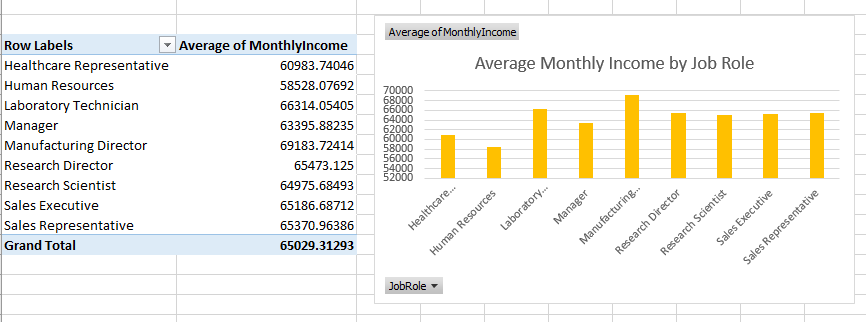 Row Labels Average of MonthlyIncome
Healthcare Representative 60983.74046
Human Resources 58528.07692
Laboratory Technician 66314.05405
Manager 63395.88235
Manufacturing Director 69183.72414
Research Director 65473.125
Research Scientist 64975.68493
Sales Executive 65186.68712
Sales Representative 65370.96386
Grand Total 65029.31293
Average of MonthlyIncome
Average Monthly Income by Job Role
70000
68000
66000
64000
62000
60000
58000
56000
54000
52000
Healthcare...
Human Resources
Laboratory...
Manager
Manufacturing...
Research Director
Research Scientist
Sales Executive
Sales Representative
JobRole